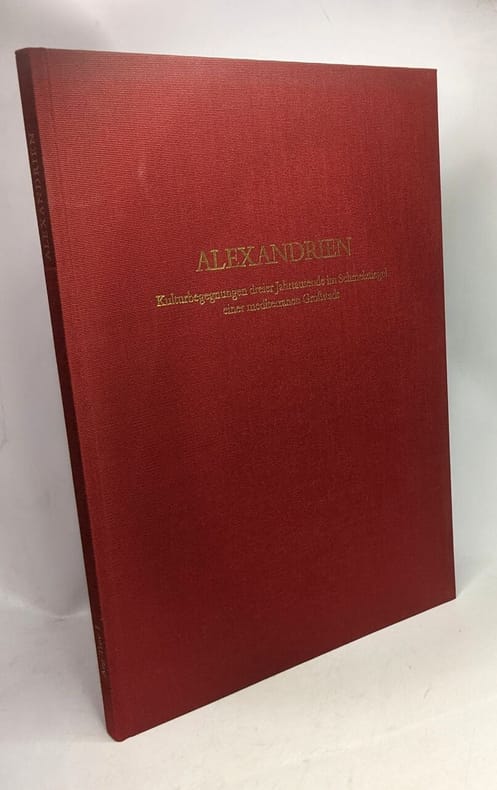 ALEXANDRIEN
Kulturbegegnungen dreier Jahrtausende im Schmelztiegel
einer mediterranen Großstadt
ALEXANDRIEN